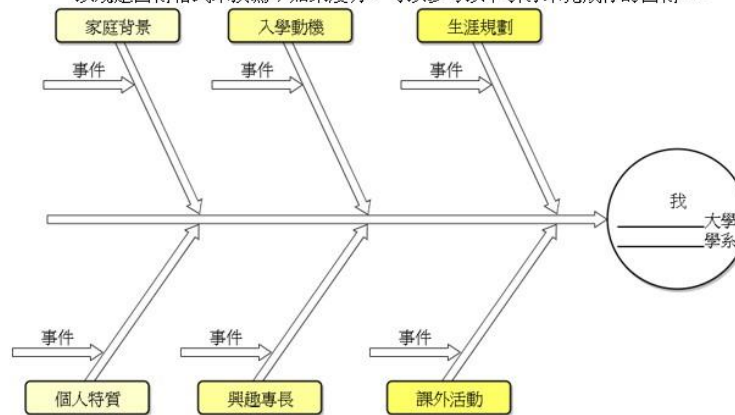 家庭背景
入學動機
生涯規劃
事件
事件
事件
我
大學
學系
事件
事件
事件
個人特質
興趣專長
課外活動